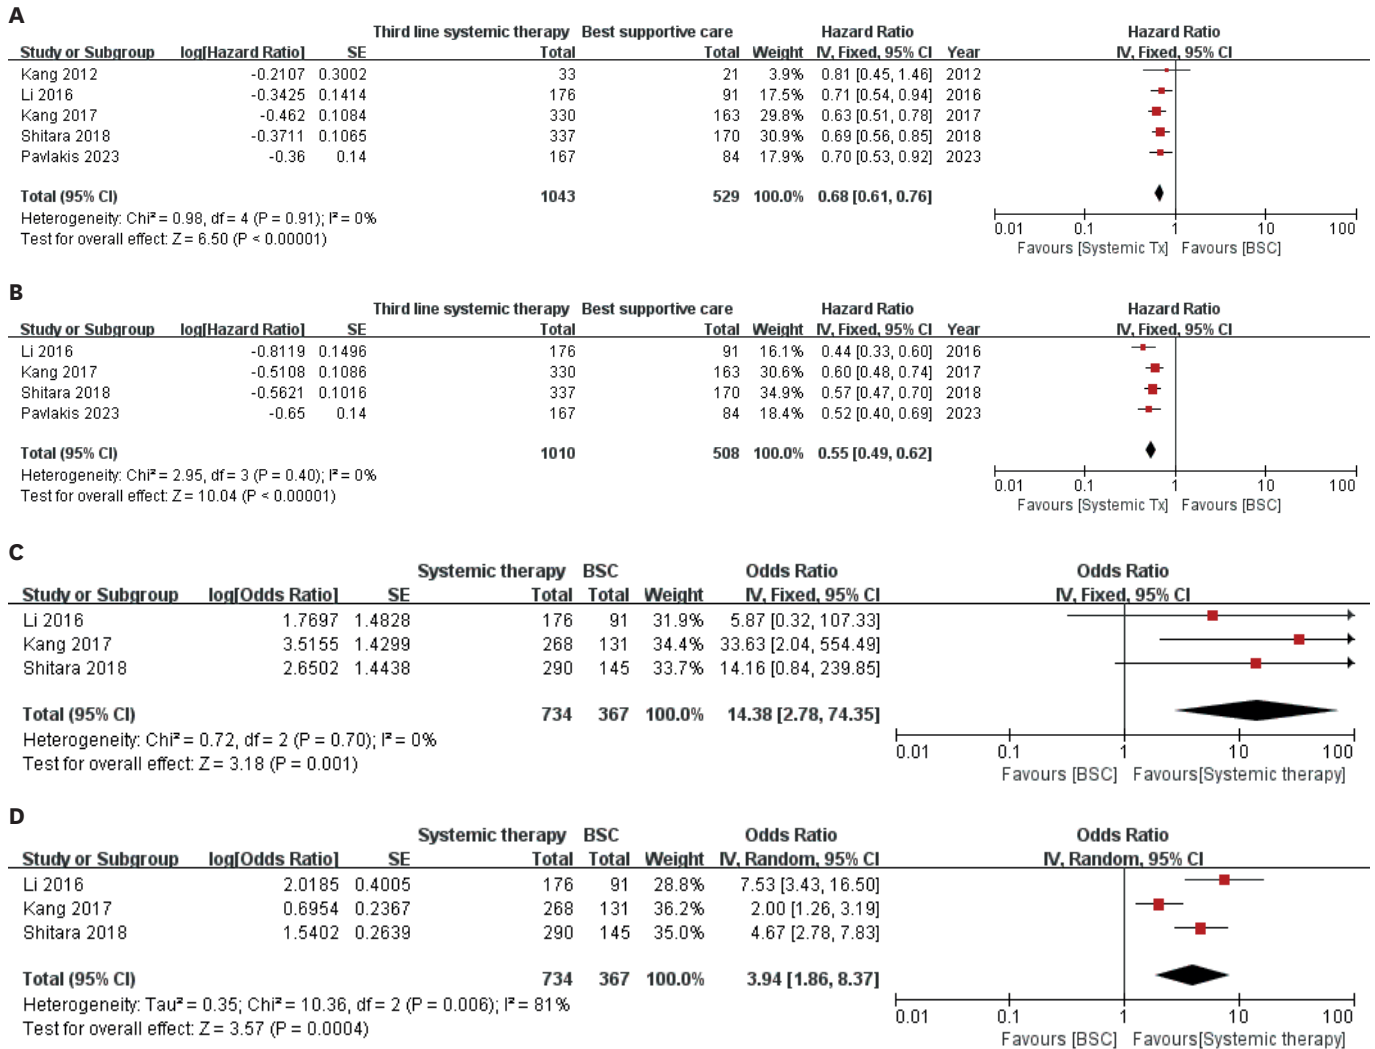 A
Third line systemic therapy Best supportive care Hazard Ratio Hazard Ratio
Study or Subgroup log[Hazard Ratio] SE Total Total Weight IV, Fixed, 95% CI Year IV, Fixed, 95% CI
Kang 2012 -0.2107 0.3002 33 21 3.9% 0.81 [0.45, 1.46] 2012
Li 2016 -0.3425 0.1414 176 91 17.5% 0.71 [0.54, 0.94] 2016
Kang 2017 -0.462 0.1084 330 163 29.8% 0.63 [0.51, 0.78] 2017
Shitara 2018 -0.3711 0.1065 337 170 30.9% 0.69 [0.56, 0.85] 2018
Pavlakis 2023 -0.36 0.14 167 84 17.9% 0.70 [0.53, 0.92] 2023
Total (95% CI) 1043 529 100.0% 0.68 [0.61, 0.76]
Heterogeneity: Chi² = 0.98, df = 4 (P = 0.91); I² = 0%
Test for overall effect: Z = 6.50 (P < 0.00001)
0.01 0.1 1 10 100
Favours [Systemic Tx] Favours [BSC]
B
Third line systemic therapy Best supportive care Hazard Ratio Hazard Ratio
Study or Subgroup log[Hazard Ratio] SE Total Total Weight IV, Fixed, 95% CI Year IV, Fixed, 95% CI
Li 2016 -0.8119 0.1496 176 91 16.1% 0.44 [0.33, 0.60] 2016
Kang 2017 -0.5108 0.1086 330 163 30.6% 0.60 [0.48, 0.74] 2017
Shitara 2018 -0.5621 0.1016 337 170 34.9% 0.57 [0.47, 0.70] 2018
Pavlakis 2023 -0.65 0.14 167 84 18.4% 0.52 [0.40, 0.69] 2023
Total (95% CI) 1010 508 100.0% 0.55 [0.49, 0.62]
Heterogeneity: Chi² = 2.95, df = 3 (P = 0.40); I² = 0%
Test for overall effect: Z = 10.04 (P < 0.00001)
0.01 0.1 1 10 100
Favours [Systemic Tx] Favours [BSC]
C
Systemic therapy BSC Odds Ratio Odds Ratio
Study or Subgroup log[Odds Ratio] SE Total Total Weight IV, Fixed, 95% CI IV, Fixed, 95% CI
Li 2016 1.7697 1.4828 176 91 31.9% 5.87 [0.32, 107.33]
Kang 2017 3.5155 1.4299 268 131 34.4% 33.63 [2.04, 554.49]
Shitara 2018 2.6502 1.4438 290 145 33.7% 14.16 [0.84, 239.85]
Total (95% CI) 734 367 100.0% 14.38 [2.78, 74.35]
Heterogeneity: Chi² = 0.72, df = 2 (P = 0.70); I² = 0%
Test for overall effect: Z = 3.18 (P = 0.001)
0.01 0.1 1 10 100
Favours [BSC] Favours[Systemic therapy]
D
Systemic therapy BSC Odds Ratio Odds Ratio
Study or Subgroup log[Odds Ratio] SE Total Total Weight IV, Random, 95% CI IV, Random, 95% CI
Li 2016 2.0185 0.4005 176 91 28.8% 7.53 [3.43, 16.50]
Kang 2017 0.6954 0.2367 268 131 36.2% 2.00 [1.26, 3.19]
Shitara 2018 1.5402 0.2639 290 145 35.0% 4.67 [2.78, 7.83]
Total (95% CI) 734 367 100.0% 3.94 [1.86, 8.37]
Heterogeneity: Tau² = 0.35; Chi² = 10.36, df = 2 (P = 0.006); I² = 81%
Test for overall effect: Z = 3.57 (P = 0.0004)
0.01 0.1 1 10 100
Favours [BSC] Favours[Systemic therapy]